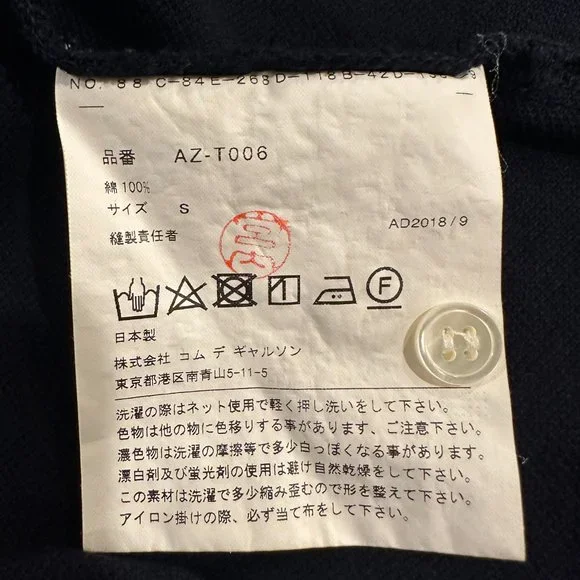 品番 AZ-T006
綿100%
サイズ S
縫製責任者
AD2018/9
F
日本製
株式会社 コム デ ギャルソン
東京都港区南青山5-11-5
洗濯の際はネット使用で軽く押し洗いをして下さい。
色物は他の物に色移りする事があります、ご注意下さい。
濃色物は洗濯の摩擦等で多少白っぽくなる事があります。
漂白剤及び蛍光剤の使用は避け自然乾燥をして下さい。
この素材は洗濯で多少縮み歪むので形を整えて下さい。
アイロン掛けの際、必ず当て布をして下さい。